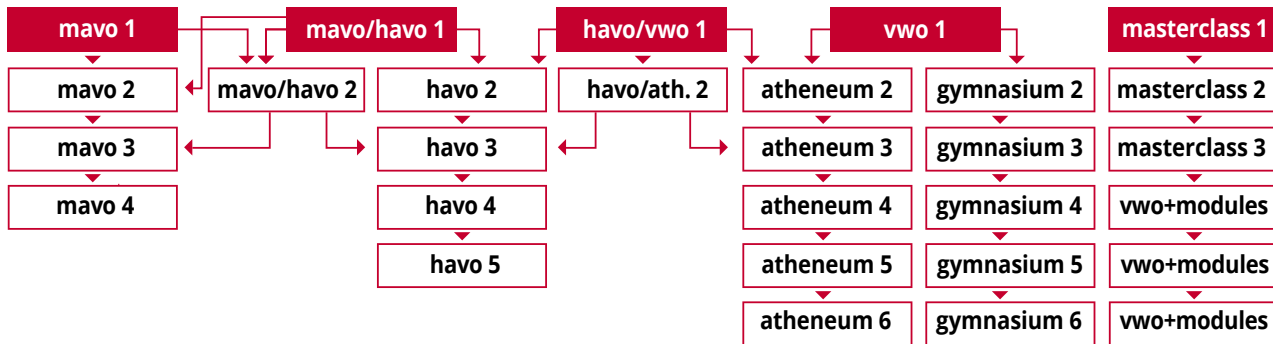 mavo 1
mavo/havo 1
havo/vwo 1
vwo 1
masterclass 1
mavo 2
mavo/havo 2
havo 2
havo/ath. 2
atheneum 2
gymnasium 2
masterclass 2
mavo 3
havo 3
atheneum 3
gymnasium 3
masterclass 3
mavo 4
havo 4
atheneum 4
gymnasium 4
vwo+modules
havo 5
atheneum 5
gymnasium 5
vwo+modules
atheneum 6
gymnasium 6
vwo+modules